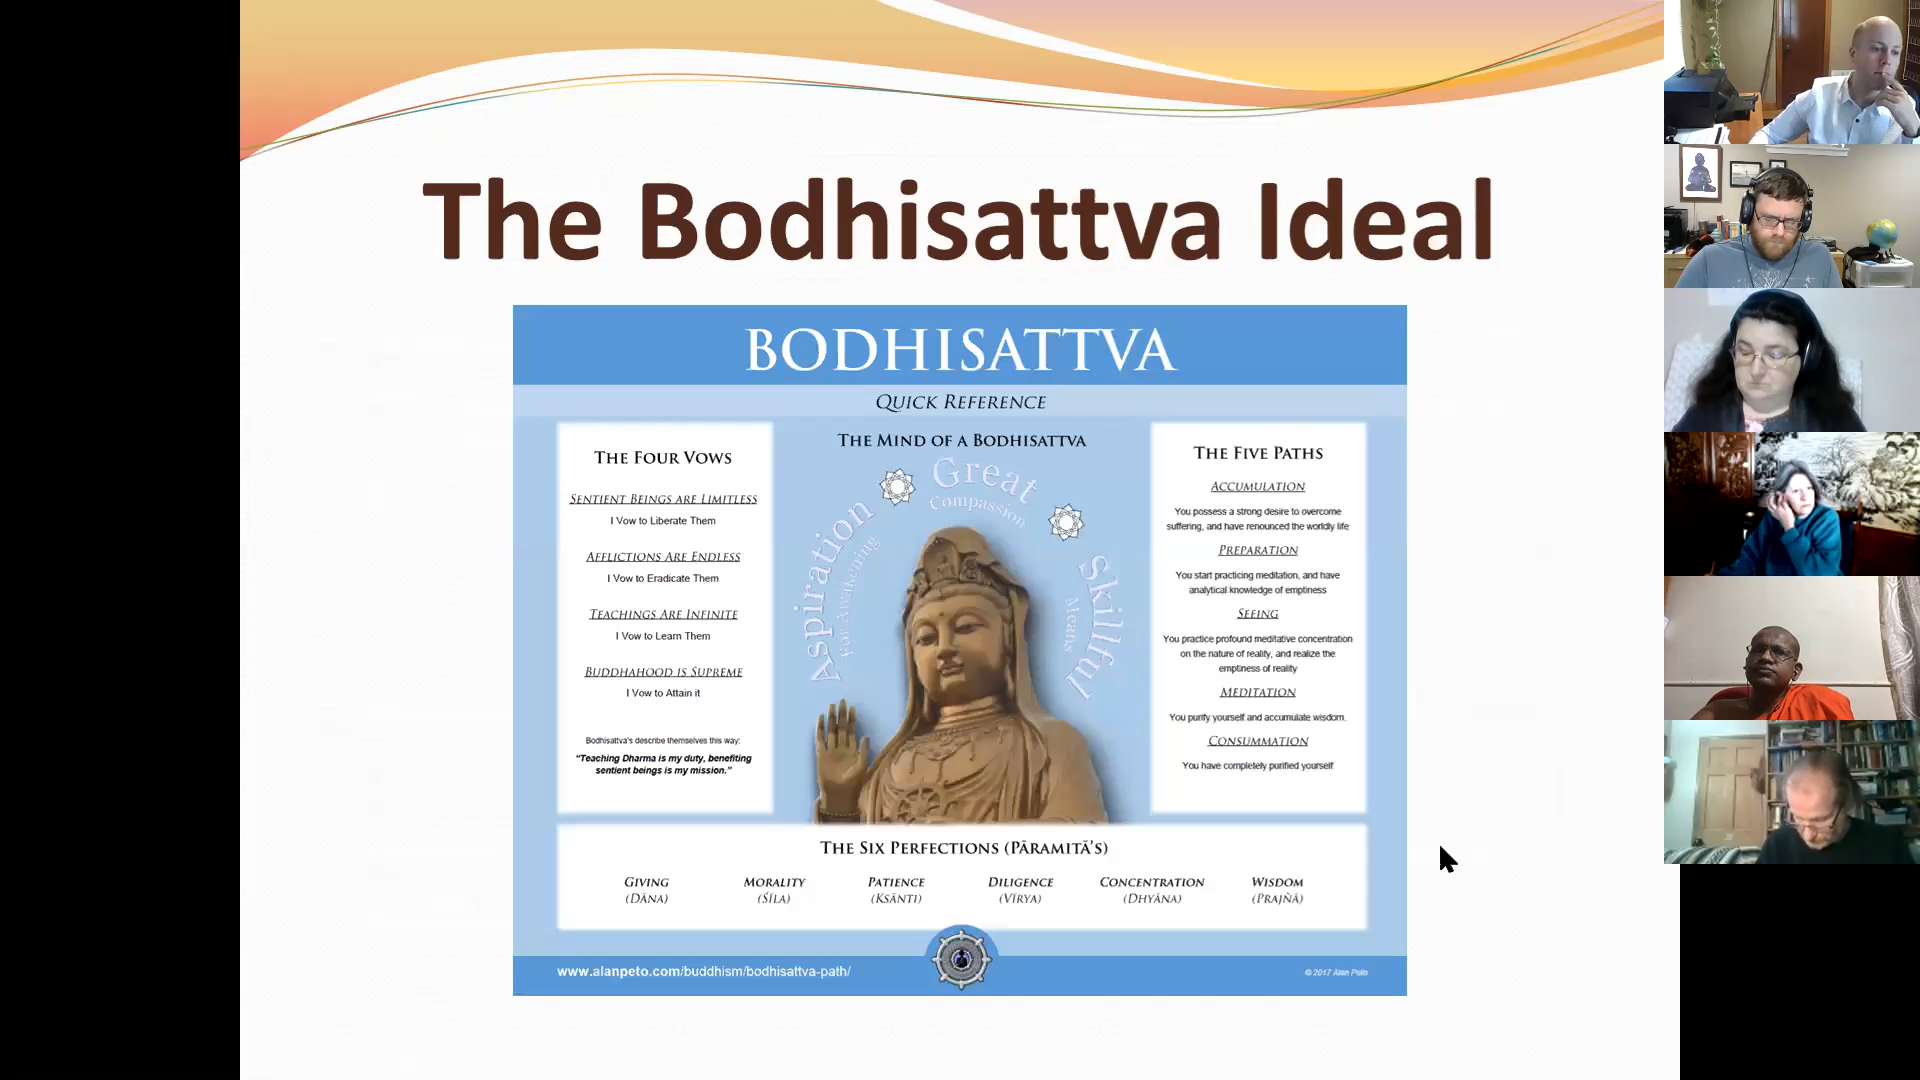 The Bodhisattva Ideal
BODHISATTVA
QUICK REFERENCE
THE FOUR VOWS
SENTIENT BEINGS ARE LIMITLESS
I Vow to Liberate Them
AFFLICTIONS ARE ENDLESS
I Vow to Eradicate Them
TEACHINGS ARE INFINITE
I Vow to Learn Them
BUDDHAHOOD IS SUPREME
I Vow to Attain it
Bodhisattva's describe themselves this way:
"Teaching Dharma is my duty, benefiting
sentient beings is my mission."
THE MIND OF A BODHISATTVA
Aspiration
For Awakening
Great
Compassion
Skillful
Means
THE FIVE PATHS
ACCUMULATION
You possess a strong desire to overcome
suffering, and have renounced the worldly life
PREPARATION
You start practicing meditation, and have
analytical knowledge of emptiness
SEEING
You practice profound meditative concentration
on the nature of reality, and realize the
emptiness of reality
MEDITATION
You purify yourself and accumulate wisdom.
CONSUMMATION
You have completely purified yourself
THE SIX PERFECTIONS (PĀRAMITĀ'S)
GIVING MORALITY PATIENCE DILIGENCE CONCENTRATION WISDOM
(DĀNA) (ŚĪLA) (KSĀNTI) (VĪRYA) (DHYĀNA) (PRAJÑĀ)
www.alanpeto.com/buddhism/bodhisattva-path/
© 2017 Alan Peto